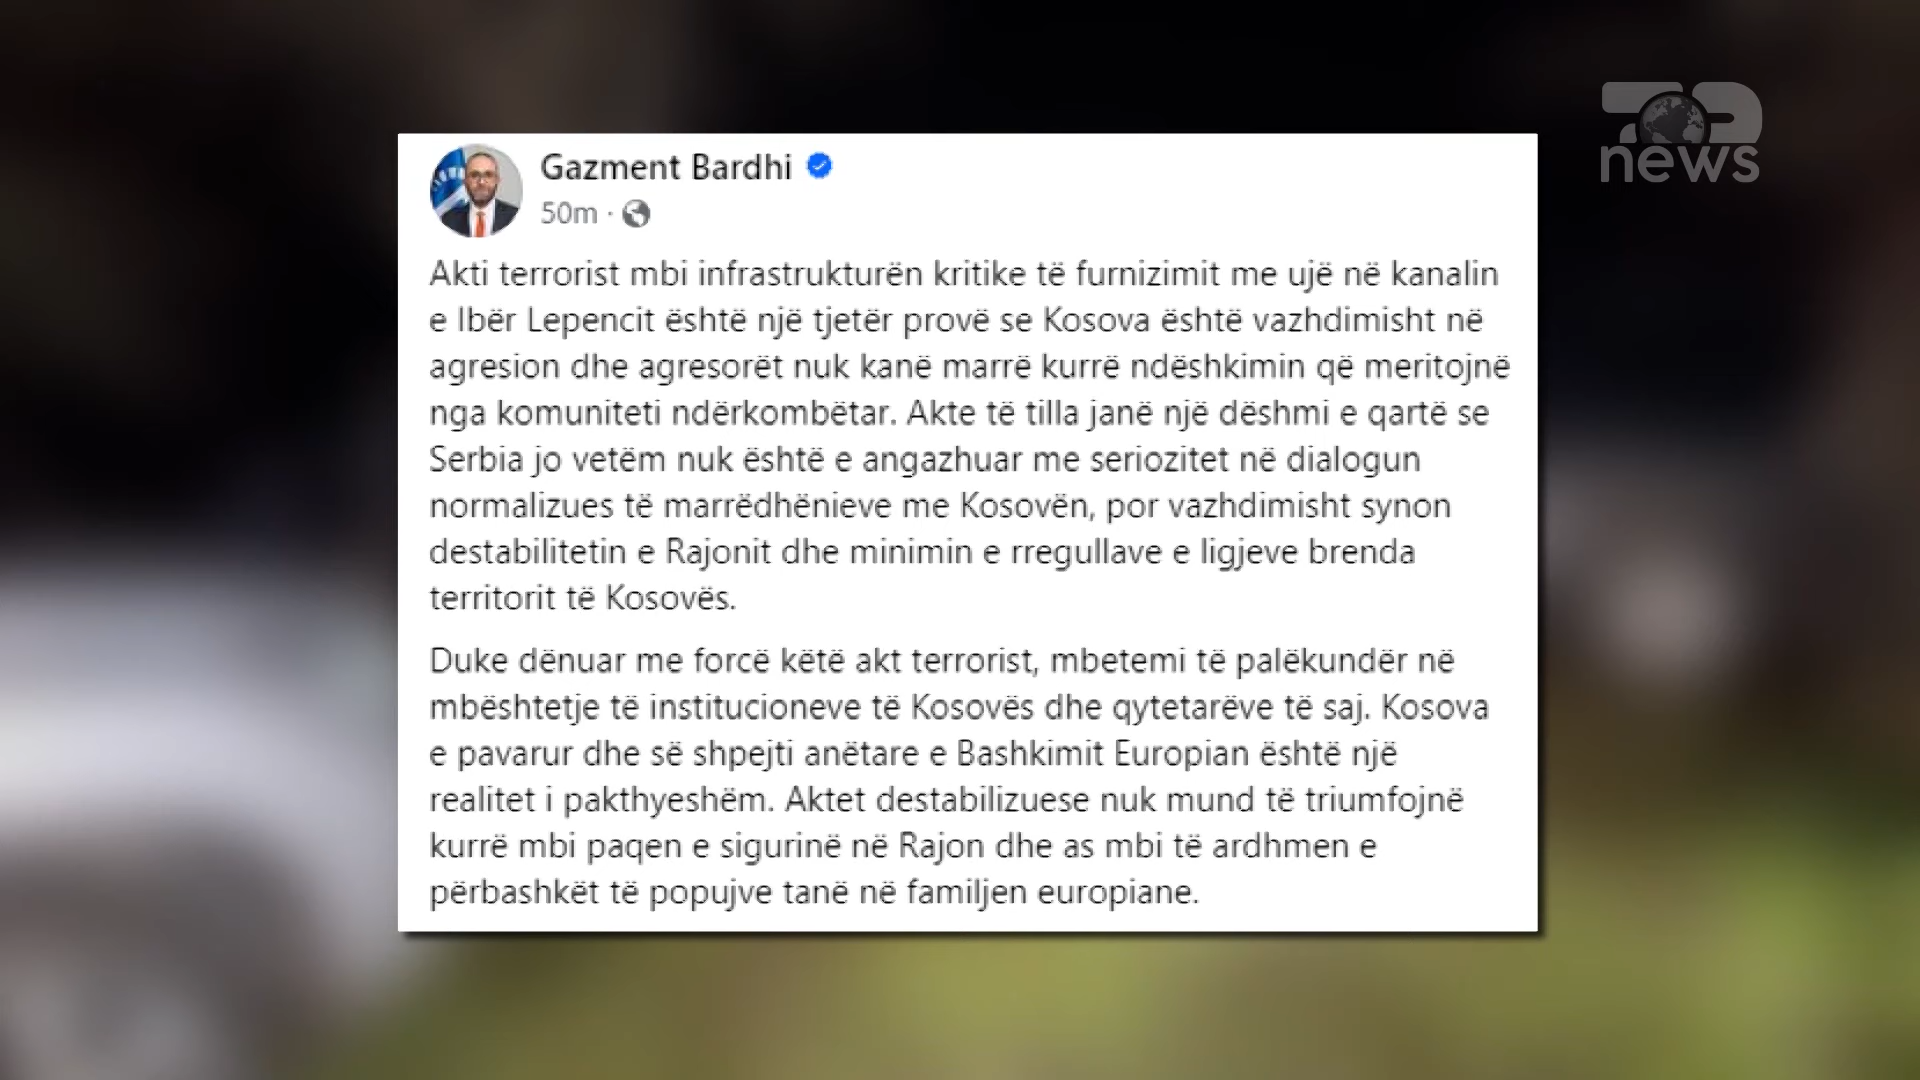 Gazment Bardhi
50m ·
Akti terrorist mbi infrastrukturën kritike të furnizimit me ujë në kanalin
e Ibër Lepencit është një tjetër provë se Kosova është vazhdimisht në
agresion dhe agresorët nuk kanë marrë kurrë ndëshkimin që meritojnë
nga komuniteti ndërkombëtar. Akte të tilla janë një dëshmi e qartë se
Serbia jo vetëm nuk është e angazhuar me seriozitet në dialogun
normalizues të marrëdhënieve me Kosovën, por vazhdimisht synon
destabilitetin e Rajonit dhe minimin e rregullave e ligjeve brenda
territorit të Kosovës.
Duke dënuar me forcë këtë akt terrorist, mbetemi të palëkundër në
mbështetje të institucioneve të Kosovës dhe qytetarëve të saj. Kosova
e pavarur dhe së shpejti anëtare e Bashkimit Europian është një
realitet i pakthyeshëm. Aktet destabilizuese nuk mund të triumfojnë
kurrë mbi paqen e sigurinë në Rajon dhe as mbi të ardhmen e
përbashkët të popujve tanë në familjen europiane.
TOP
news